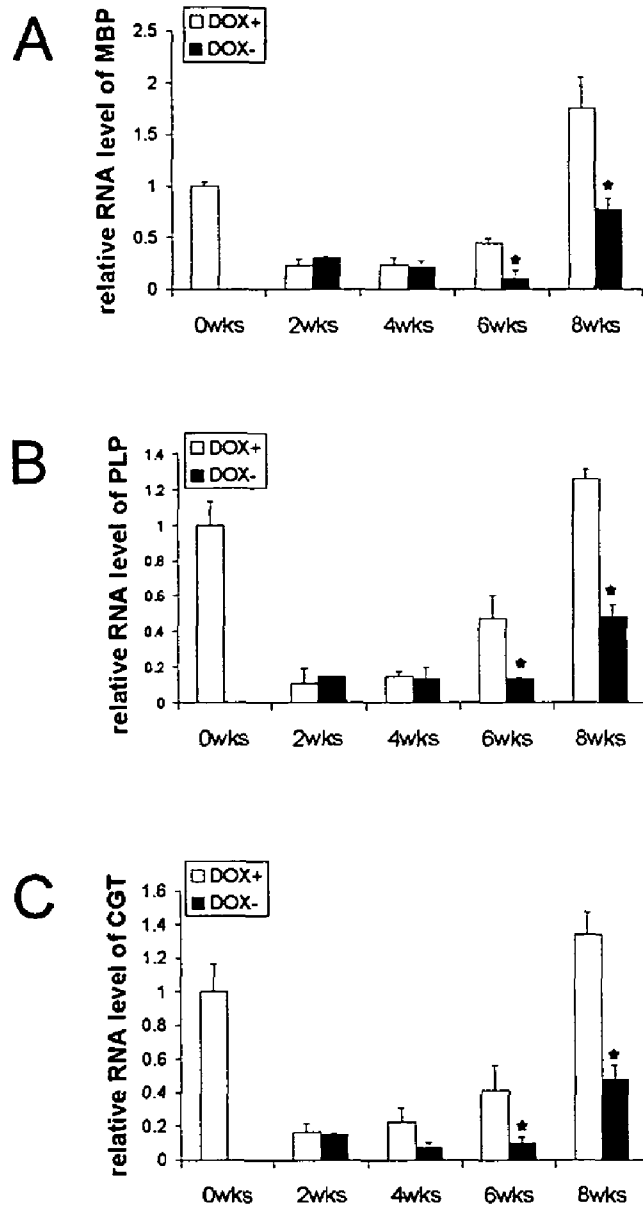 A
relative RNA level of MBP
DOX+
DOX-
2.5
2
1.5
1
0.5
0
0wks 2wks 4wks 6wks 8wks
B
relative RNA level of PLP
DOX+
DOX-
1.4
1.2
1
0.8
0.6
0.4
0.2
0
0wks 2wks 4wks 6wks 8wks
C
relative RNA level of CGT
DOX+
DOX-
1.6
1.4
1.2
1
0.8
0.6
0.4
0.2
0
0wks 2wks 4wks 6wks 8wks